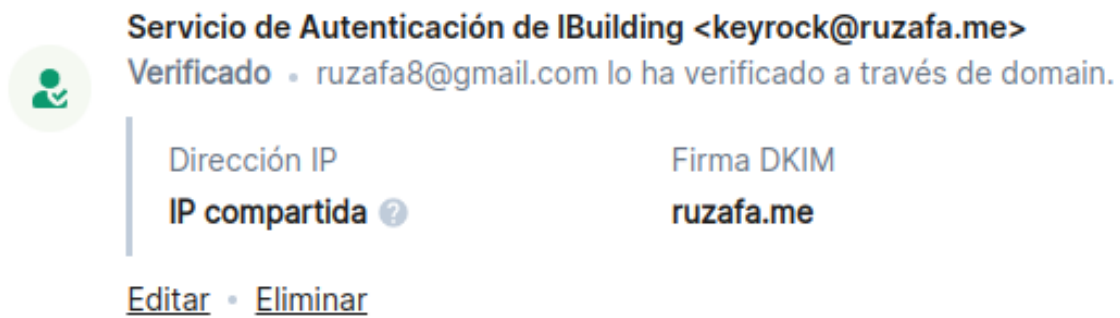 Servicio de Autenticación de IBuilding <keyrock@ruzafa.me>
Verificado • ruzafa8@gmail.com lo ha verificado a través de domain.
Dirección IP Firma DKIM
IP compartida ? ruzafa.me
Editar • Eliminar